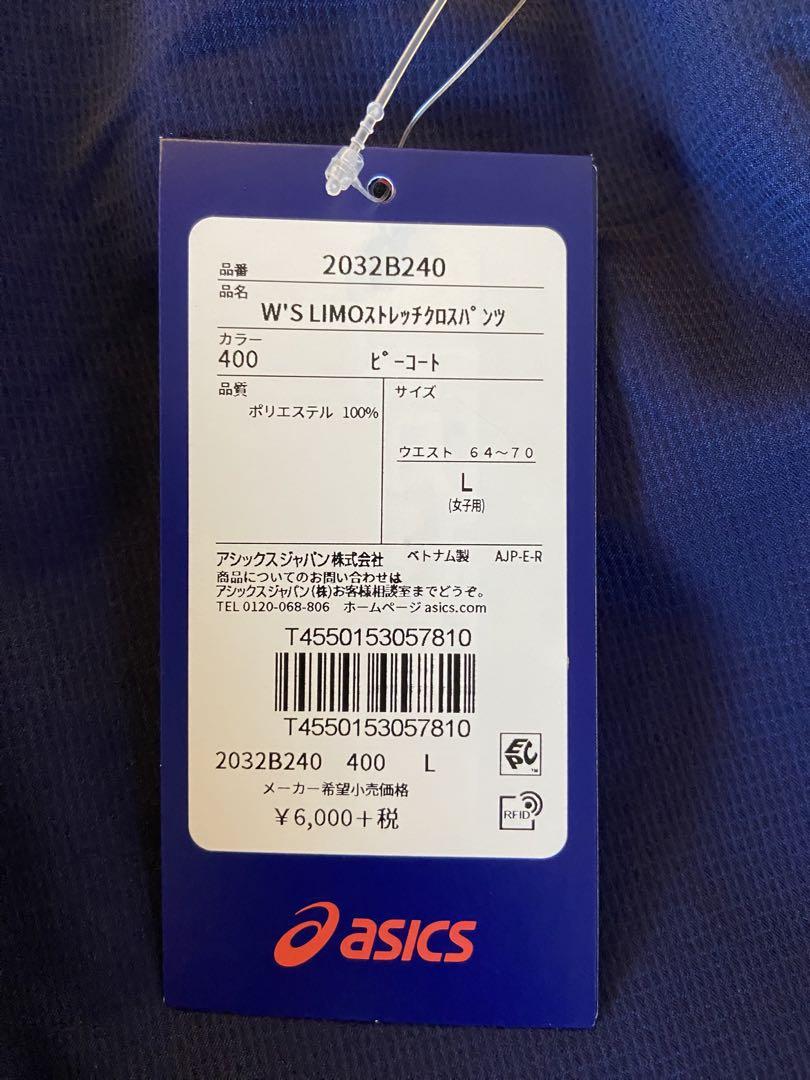 品番 2032B240
品名
W'S LIMOストレッチクロスパンツ
カラー
400 ピーコート
品質
サイズ
ポリエステル 100%
ウエスト 64～70
L
(女子用)
アシックスジャパン株式会社 ベトナム製 AJP-E-R
商品についてのお問い合わせは
アシックスジャパン(株)お客様相談室までどうぞ。
TEL 0120-068-806 ホームページ asics.com
T4550153057810
T4550153057810
2032B240 400 L
EPC™
メーカー希望小売価格
RFID
￥6,000＋税
asics